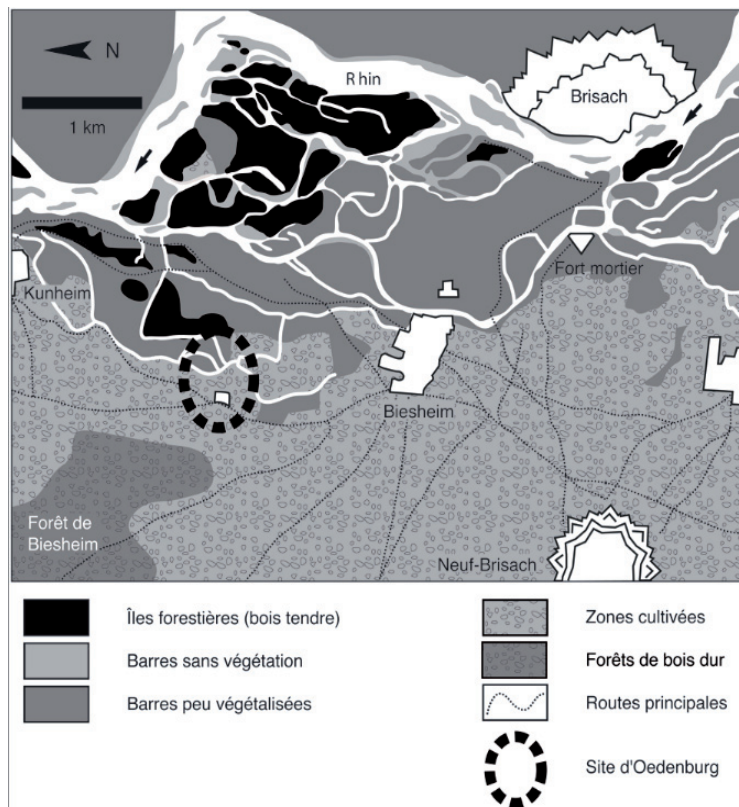 N
1 km
R hin
Brisach
Kunheim
Fort mortier
Biesheim
Forêt de
Biesheim
Neuf-Brisach
Îles forestières (bois tendre)
Barres sans végétation
Barres peu végétalisées
Zones cultivées
Forêts de bois dur
Routes principales
Site d'Oedenburg